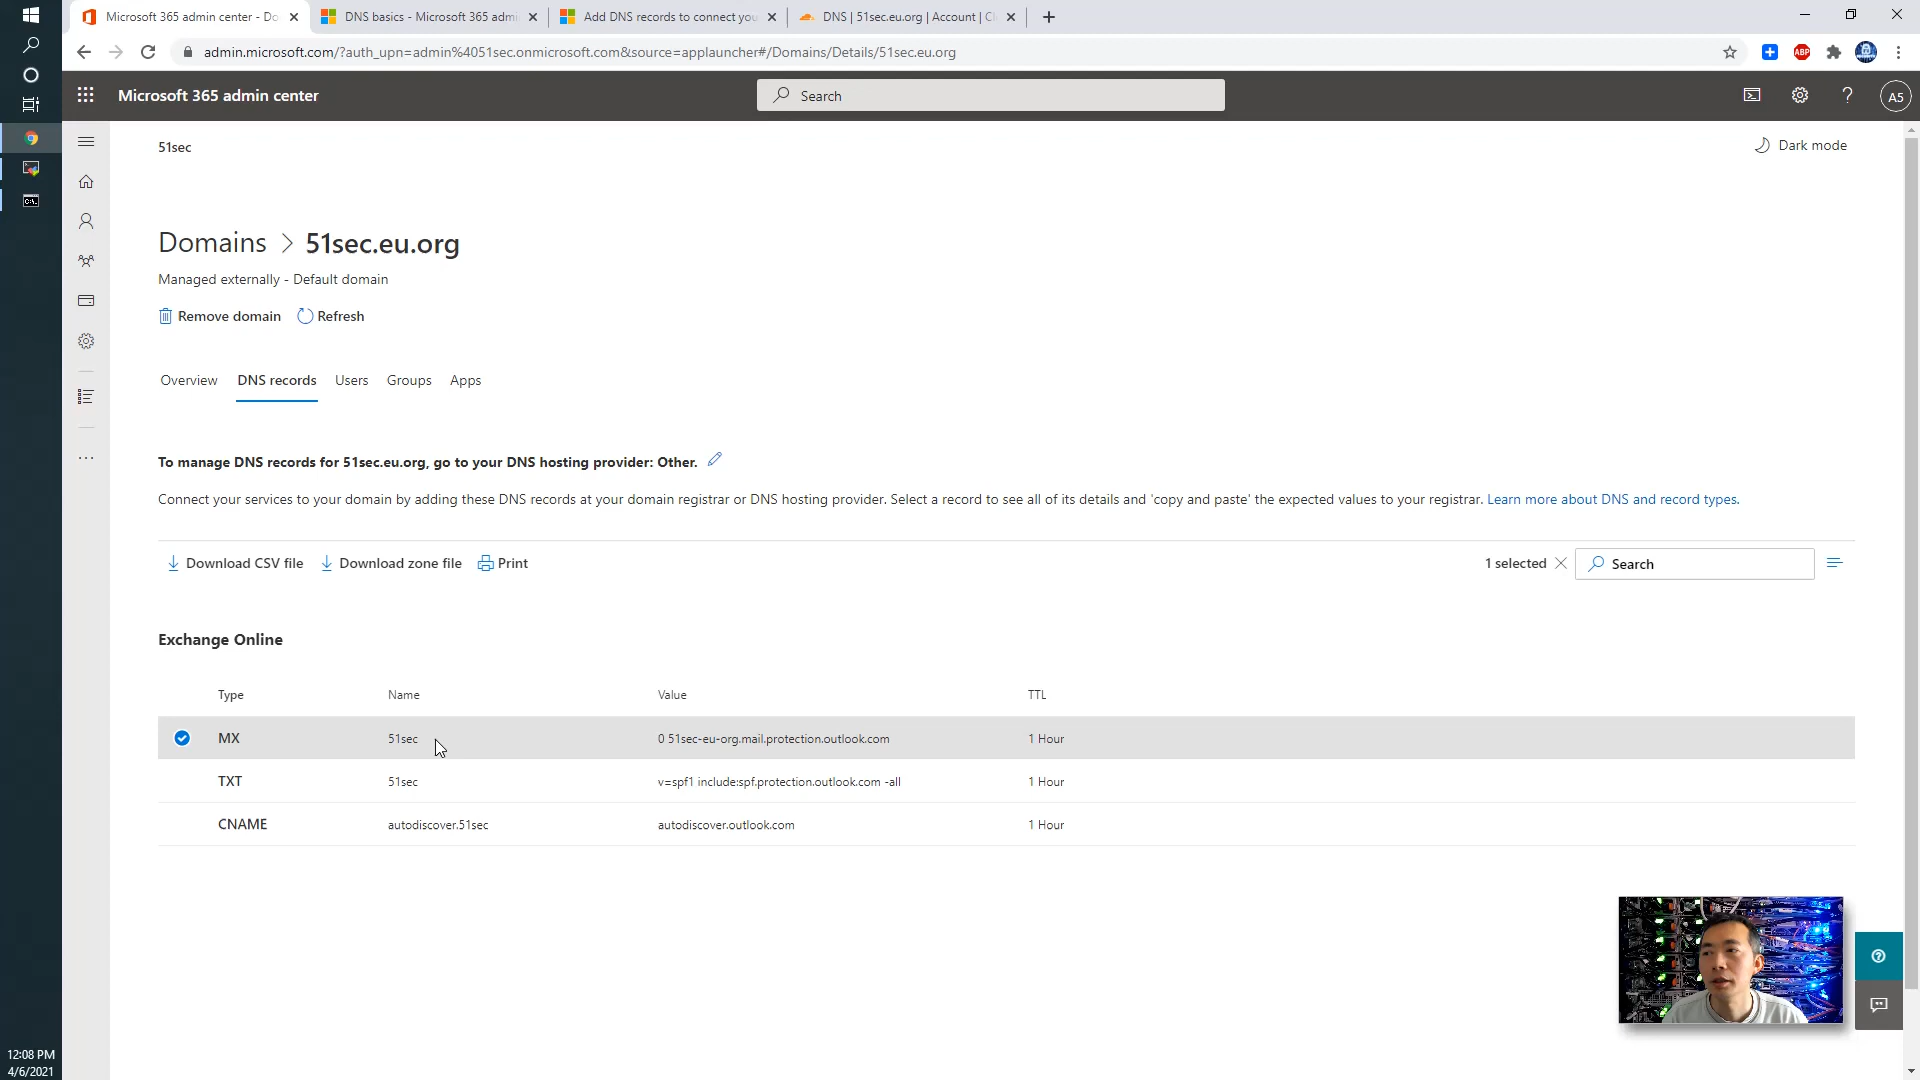 Microsoft 365 admin center - Do
DNS basics - Microsoft 365 admi
Add DNS records to connect you
DNS | 51sec.eu.org | Account | Cl
admin.microsoft.com/?auth_upn=admin%4051sec.onmicrosoft.com&source=applauncher#/Domains/Details/51sec.eu.org
ABP
Microsoft 365 admin center
Search
A5
51sec
Dark mode
Domains > 51sec.eu.org
Managed externally - Default domain
Remove domain
Refresh
Overview
DNS records
Users
Groups
Apps
To manage DNS records for 51sec.eu.org, go to your DNS hosting provider: Other.
Connect your services to your domain by adding these DNS records at your domain registrar or DNS hosting provider. Select a record to see all of its details and 'copy and paste' the expected values to your registrar. Learn more about DNS and record types.
Download CSV file
Download zone file
Print
1 selected
Search
Exchange Online
Type Name Value TTL
MX 51sec 0 51sec-eu-org.mail.protection.outlook.com 1 Hour
TXT 51sec v=spf1 include:spf.protection.outlook.com -all 1 Hour
CNAME autodiscover.51sec autodiscover.outlook.com 1 Hour
12:08 PM
4/6/2021